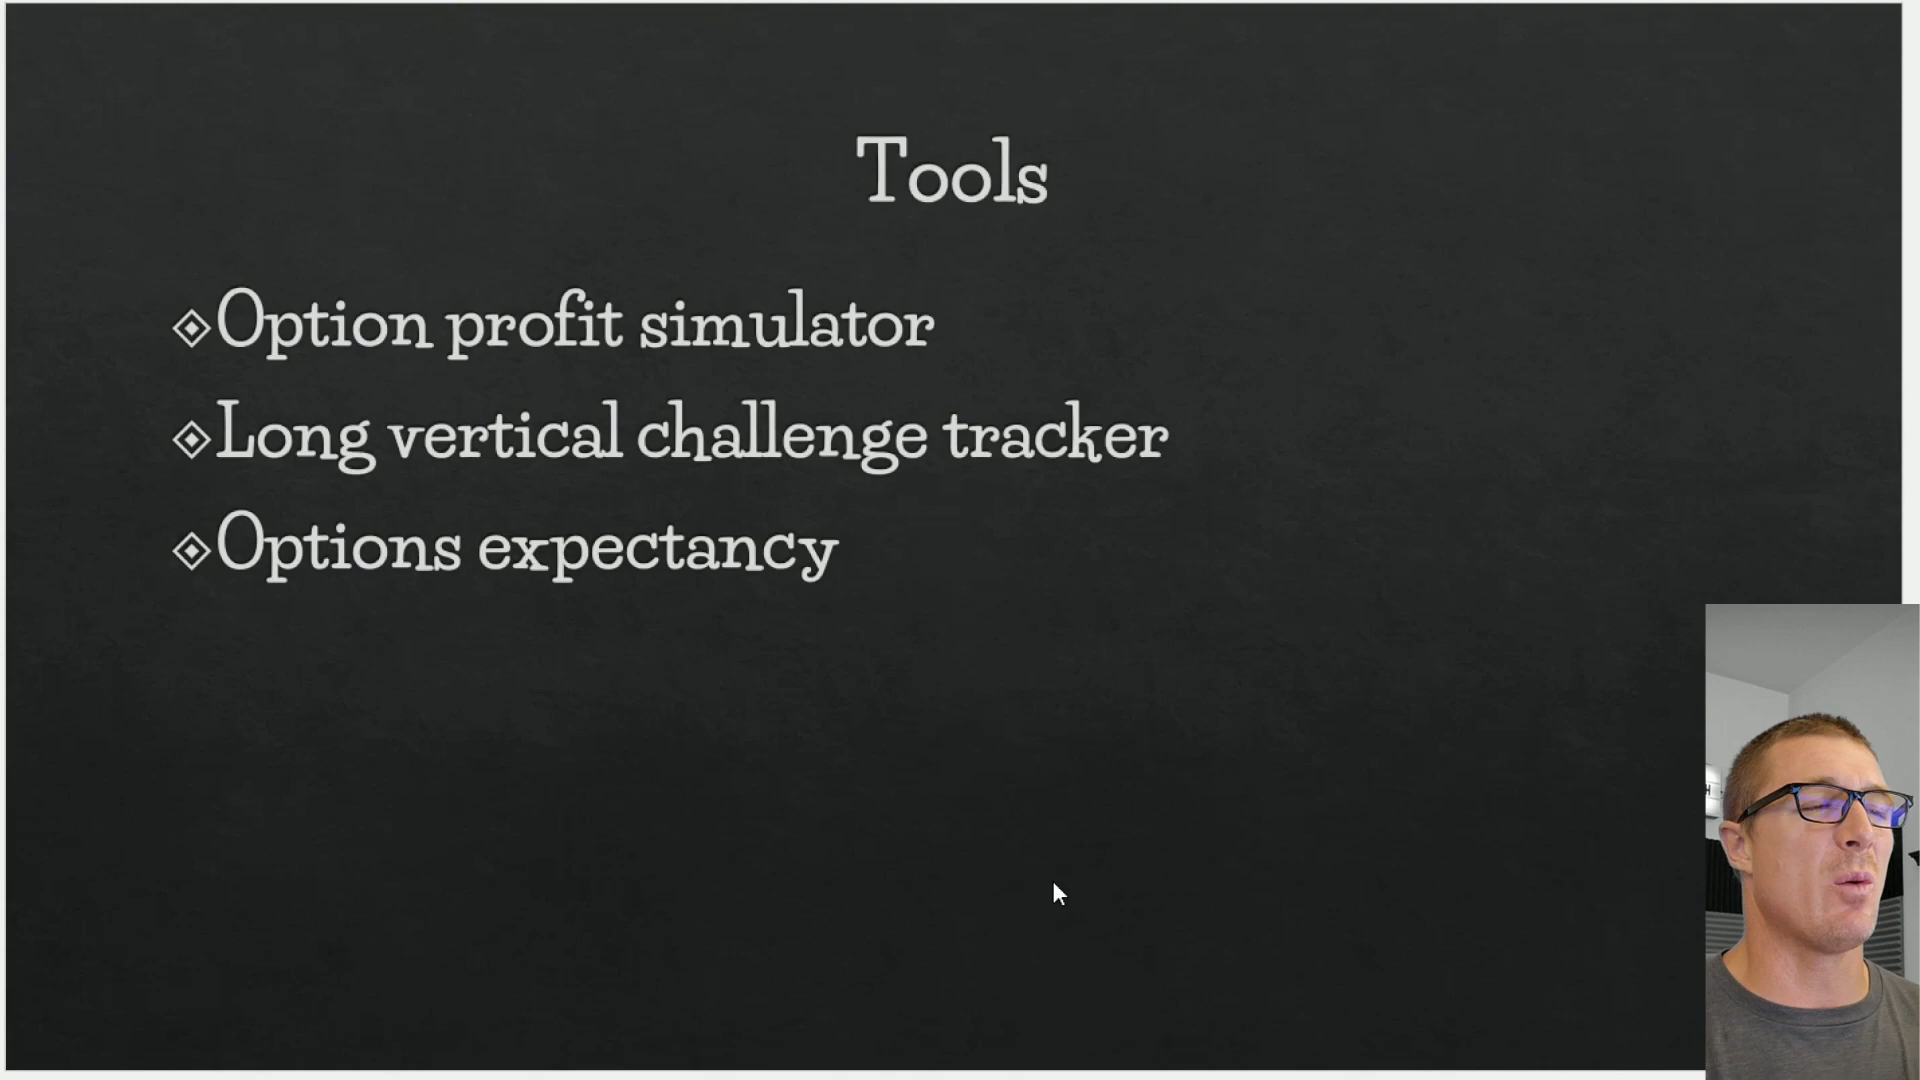 Tools
Option profit simulator
Long vertical challenge tracker
Options expectancy